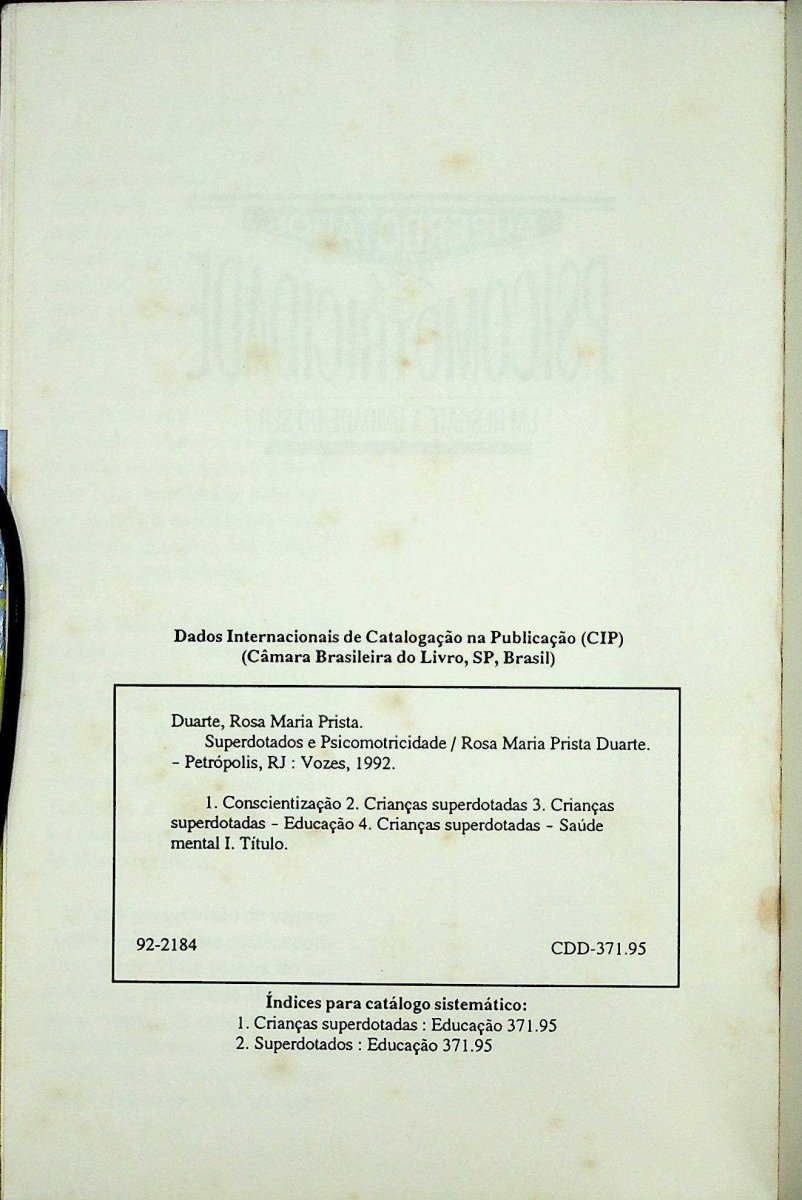 Dados Internacionais de Catalogação na Publicação (CIP)
(Câmara Brasileira do Livro, SP, Brasil)
Duarte, Rosa Maria Prista.
Superdotados e Psicomotricidade / Rosa Maria Prista Duarte.
– Petrópolis, RJ : Vozes, 1992.
1. Conscientização 2. Crianças superdotadas 3. Crianças
superdotadas – Educação 4. Crianças superdotadas – Saúde
mental I. Título.
92-2184
CDD-371.95
Índices para catálogo sistemático:
1. Crianças superdotadas : Educação 371.95
2. Superdotados : Educação 371.95